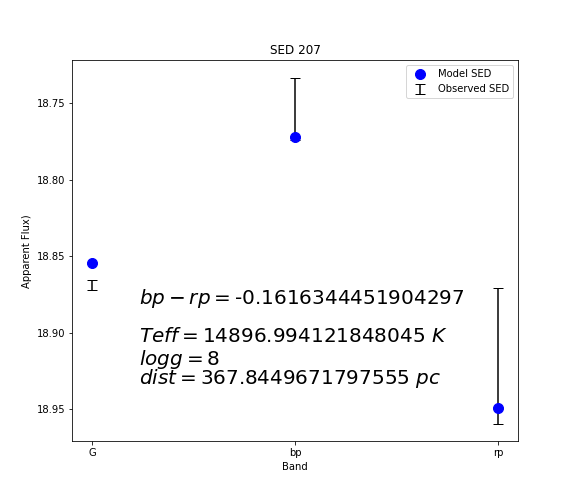 SED 207
Model SED
Observed SED
18.75
18.80
18.85
18.90
18.95
Apparent Flux)
bp − rp = -0.1616344451904297
Teff = 14896.994121848045 K
logg = 8
dist = 367.8449671797555 pc
G
bp
rp
Band